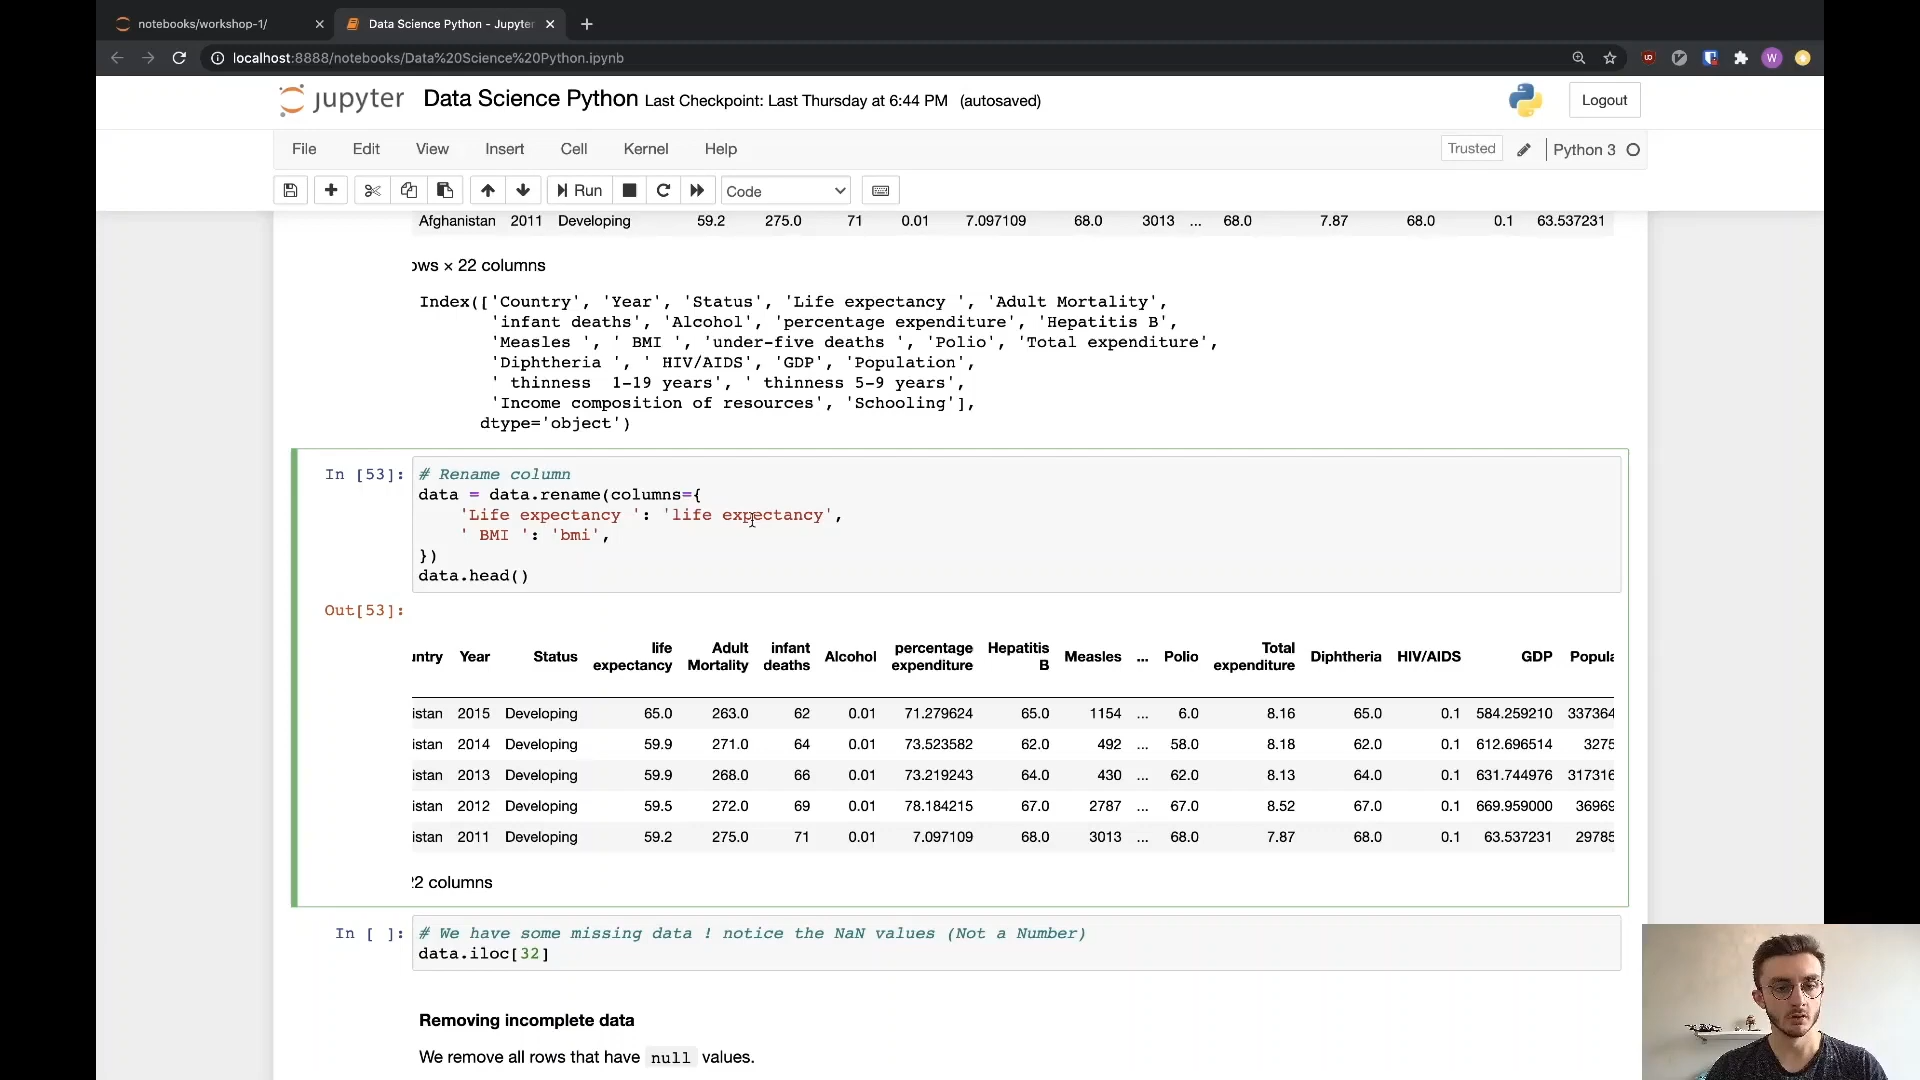 notebooks/workshop-1/
Data Science Python - Jupyter
localhost:8888/notebooks/Data%20Science%20Python.ipynb
W
jupyter Data Science Python Last Checkpoint: Last Thursday at 6:44 PM (autosaved)
Logout
File Edit View Insert Cell Kernel Help
Trusted
Python 3
Run
Code
Afghanistan 2011 Developing 59.2 275.0 71 0.01 7.097109 68.0 3013 ... 68.0 7.87 68.0 0.1 63.537231
ows × 22 columns
Index(['Country', 'Year', 'Status', 'Life expectancy ', 'Adult Mortality',
'infant deaths', 'Alcohol', 'percentage expenditure', 'Hepatitis B',
'Measles ', ' BMI ', 'under-five deaths ', 'Polio', 'Total expenditure',
'Diphtheria ', ' HIV/AIDS', 'GDP', 'Population',
' thinness  1-19 years', ' thinness 5-9 years',
'Income composition of resources', 'Schooling'],
dtype='object')
In [53]: # Rename column
data = data.rename(columns={
'Life expectancy ': 'life expectancy',
' BMI ': 'bmi',
})
data.head()
Out[53]:
untry Year Status life expectancy Adult Mortality infant deaths Alcohol percentage expenditure Hepatitis B Measles ... Polio Total expenditure Diphtheria HIV/AIDS GDP Popula
istan 2015 Developing 65.0 263.0 62 0.01 71.279624 65.0 1154 ... 6.0 8.16 65.0 0.1 584.259210 337364
istan 2014 Developing 59.9 271.0 64 0.01 73.523582 62.0 492 ... 58.0 8.18 62.0 0.1 612.696514 3275
istan 2013 Developing 59.9 268.0 66 0.01 73.219243 64.0 430 ... 62.0 8.13 64.0 0.1 631.744976 317316
istan 2012 Developing 59.5 272.0 69 0.01 78.184215 67.0 2787 ... 67.0 8.52 67.0 0.1 669.959000 36969
istan 2011 Developing 59.2 275.0 71 0.01 7.097109 68.0 3013 ... 68.0 7.87 68.0 0.1 63.537231 29785
22 columns
In [ ]: # We have some missing data ! notice the NaN values (Not a Number)
data.iloc[32]
Removing incomplete data
We remove all rows that have null values.